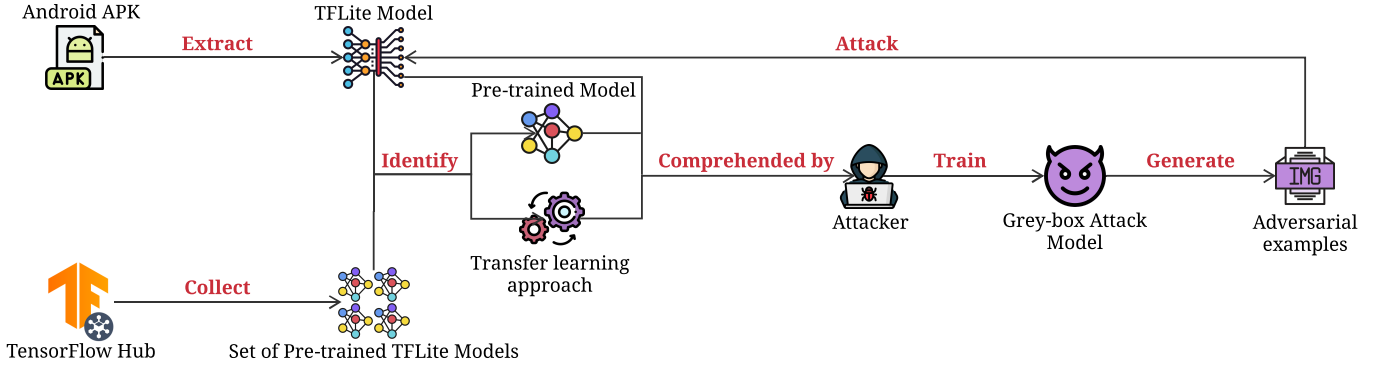 Android APK
TFLite Model
Extract
Attack
APK
Pre-trained Model
Identify
Comprehended by
Train
Generate
IMG
Attacker
Grey-box Attack
Model
Adversarial
examples
Transfer learning
approach
Collect
TensorFlow Hub
Set of Pre-trained TFLite Models